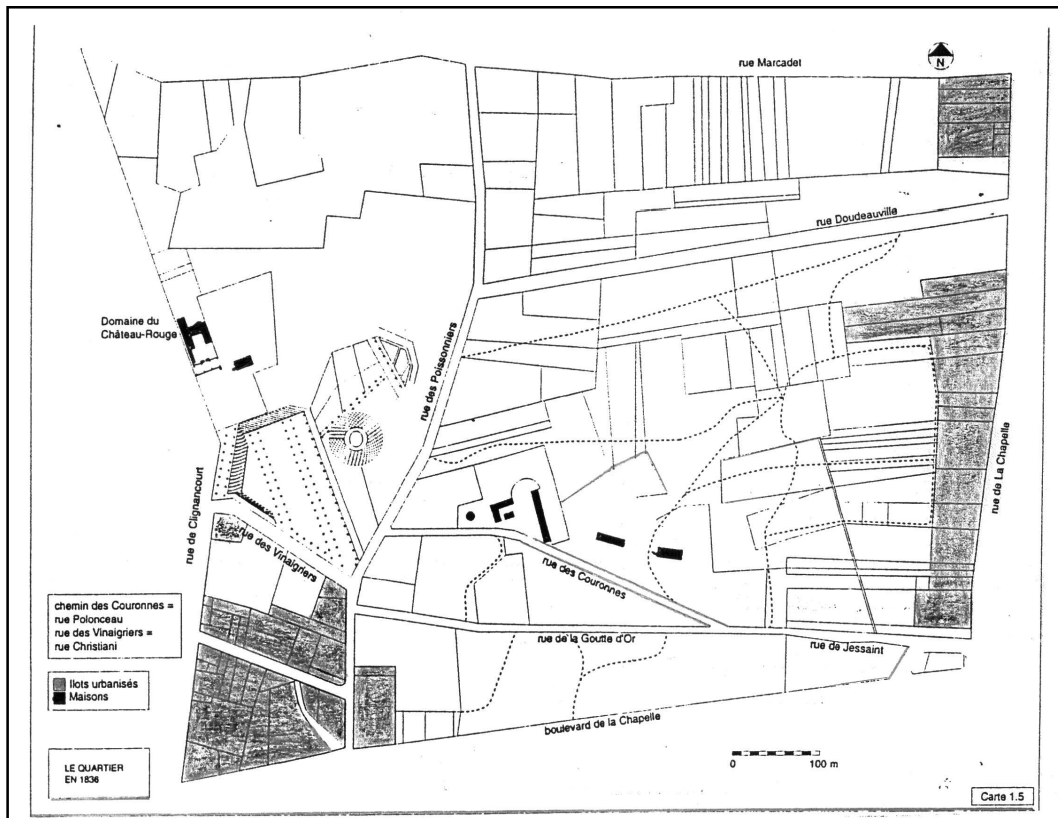 rue Marcadet
N
rue Doudeauville
Domaine du
Château-Rouge
rue des Poissonniers
rue de La Chapelle
rue de Clignancourt
rue des Vinaigriers
rue des Couronnes
chemin des Couronnes =
rue Polonceau
rue des Vinaigriers =
rue Christiani
rue de la Goutte d'Or
rue de Jessaint
Ilots urbanisés
Maisons
boulevard de la Chapelle
LE QUARTIER
EN 1836
0 100 m
Carte 1.5